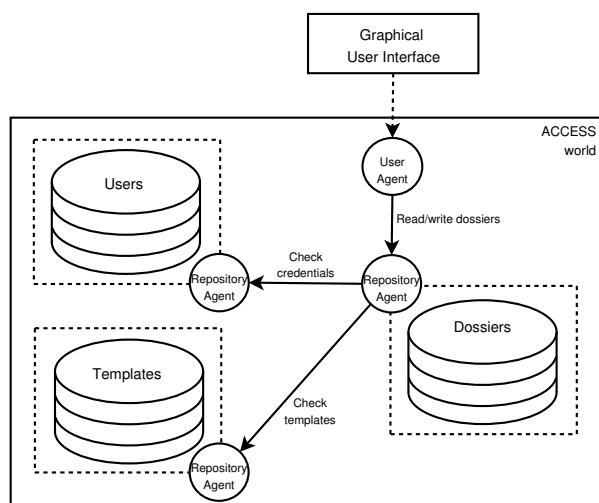 Graphical
User Interface
ACCESS
world
User
Agent
Users
Read/write dossiers
Check
credentials
Repository
Agent
Repository
Agent
Dossiers
Templates
Check
templates
Repository
Agent